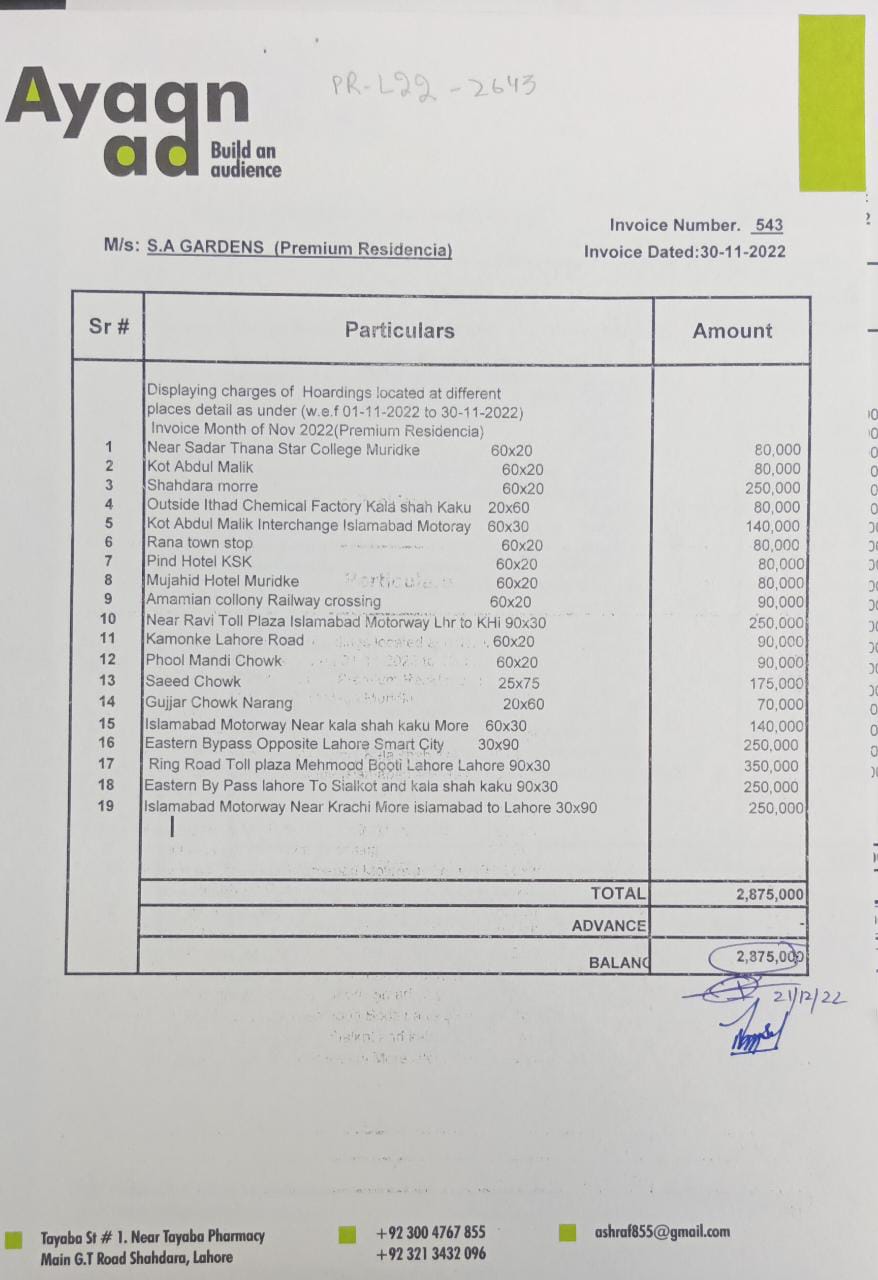 PR-L22-2643
Ayaan
ad
Build an
audience
Invoice Number. 543
M/s: S.A GARDENS (Premium Residencia)
Invoice Dated:30-11-2022
Sr # Particulars Amount
Displaying charges of Hoardings located at different
places detail as under (w.e.f 01-11-2022 to 30-11-2022)
Invoice Month of Nov 2022(Premium Residencia)
1 Near Sadar Thana Star College Muridke 60x20 80,000
2 Kot Abdul Malik 60x20 80,000
3 Shahdara morre 60x20 250,000
4 Outside Ithad Chemical Factory Kala shah Kaku 20x60 80,000
5 Kot Abdul Malik Interchange Islamabad Motoray 60x30 140,000
6 Rana town stop 60x20 80,000
7 Pind Hotel KSK 60x20 80,000
8 Mujahid Hotel Muridke 60x20 80,000
9 Amamian collony Railway crossing 60x20 90,000
10 Near Ravi Toll Plaza Islamabad Motorway Lhr to KHi 90x30 250,000
11 Kamonke Lahore Road 60x20 90,000
12 Phool Mandi Chowk 60x20 90,000
13 Saeed Chowk 25x75 175,000
14 Gujjar Chowk Narang 20x60 70,000
15 Islamabad Motorway Near kala shah kaku More 60x30 140,000
16 Eastern Bypass Opposite Lahore Smart City 30x90 250,000
17 Ring Road Toll plaza Mehmood Booti Lahore Lahore 90x30 350,000
18 Eastern By Pass lahore To Sialkot and kala shah kaku 90x30 250,000
19 Islamabad Motorway Near Krachi More islamabad to Lahore 30x90 250,000
TOTAL 2,875,000
ADVANCE -
BALANC 2,875,000
21/12/22
Tayaba St # 1. Near Tayaba Pharmacy
Main G.T Road Shahdara, Lahore
+92 300 4767 855
+92 321 3432 096
ashraf855@gmail.com